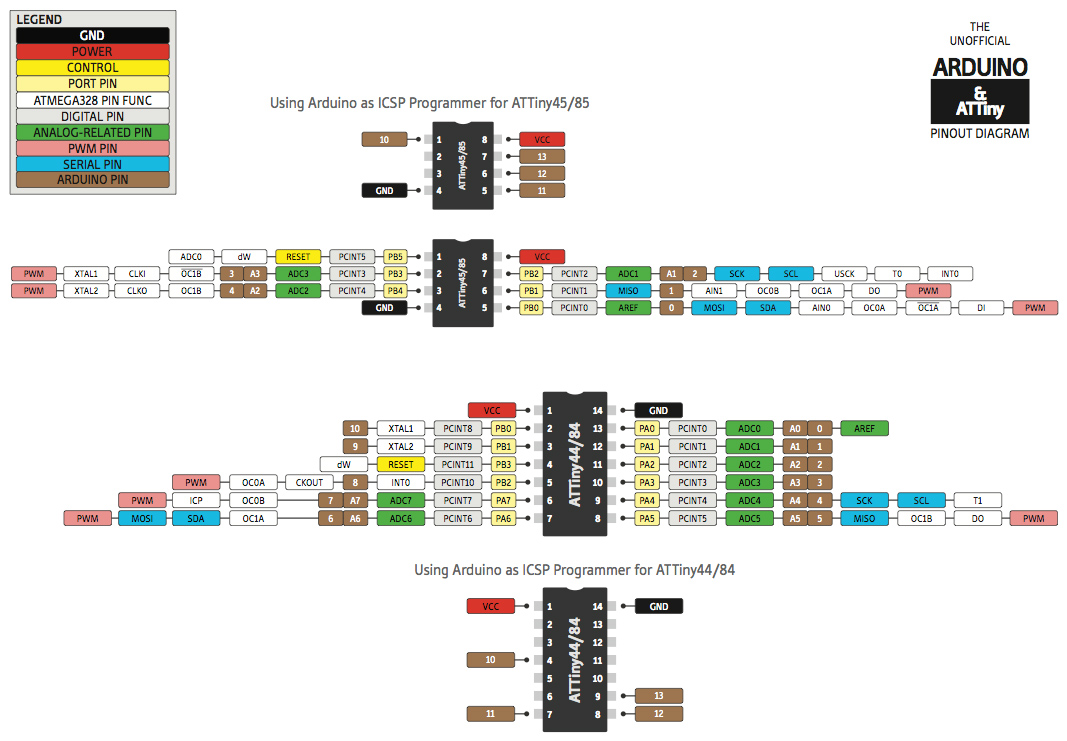 LEGEND
GND
POWER
CONTROL
PORT PIN
ATMEGA328 PIN FUNC
DIGITAL PIN
ANALOG-RELATED PIN
PWM PIN
SERIAL PIN
ARDUINO PIN
THE
UNOFFICIAL
ARDUINO
&
ATTiny
PINOUT DIAGRAM
Using Arduino as ICSP Programmer for ATTiny45/85
10 1 8 VCC
2 7 13
3 6 12
GND 4 5 11
ATTiny45/85
ADC0 dW RESET PCINT5 PB5 1 8 VCC
PWM XTAL1 CLKI OC1B 3 A3 ADC3 PCINT3 PB3 2 7 PB2 PCINT2 ADC1 A1 2 SCK SCL USCK T0 INT0
PWM XTAL2 CLKO OC1B 4 A2 ADC2 PCINT4 PB4 3 6 PB1 PCINT1 MISO 1 AIN1 OC0B OC1A DO PWM
GND 4 5 PB0 PCINT0 AREF 0 MOSI SDA AIN0 OC0A OC1A DI PWM
ATTiny45/85
VCC 1 14 GND
10 XTAL1 PCINT8 PB0 2 13 PA0 PCINT0 ADC0 A0 0 AREF
9 XTAL2 PCINT9 PB1 3 12 PA1 PCINT1 ADC1 A1 1
dW RESET PCINT11 PB3 4 11 PA2 PCINT2 ADC2 A2 2
PWM OC0A CKOUT 8 INT0 PCINT10 PB2 5 10 PA3 PCINT3 ADC3 A3 3
PWM ICP OC0B 7 A7 ADC7 PCINT7 PA7 6 9 PA4 PCINT4 ADC4 A4 4 SCK SCL T1
PWM MOSI SDA OC1A 6 A6 ADC6 PCINT6 PA6 7 8 PA5 PCINT5 ADC5 A5 5 MISO OC1B DO PWM
ATTiny44/84
Using Arduino as ICSP Programmer for ATTiny44/84
VCC 1 14 GND
2 13
3 12
10 4 11
5 10
6 9 13
11 7 8 12
ATTiny44/84